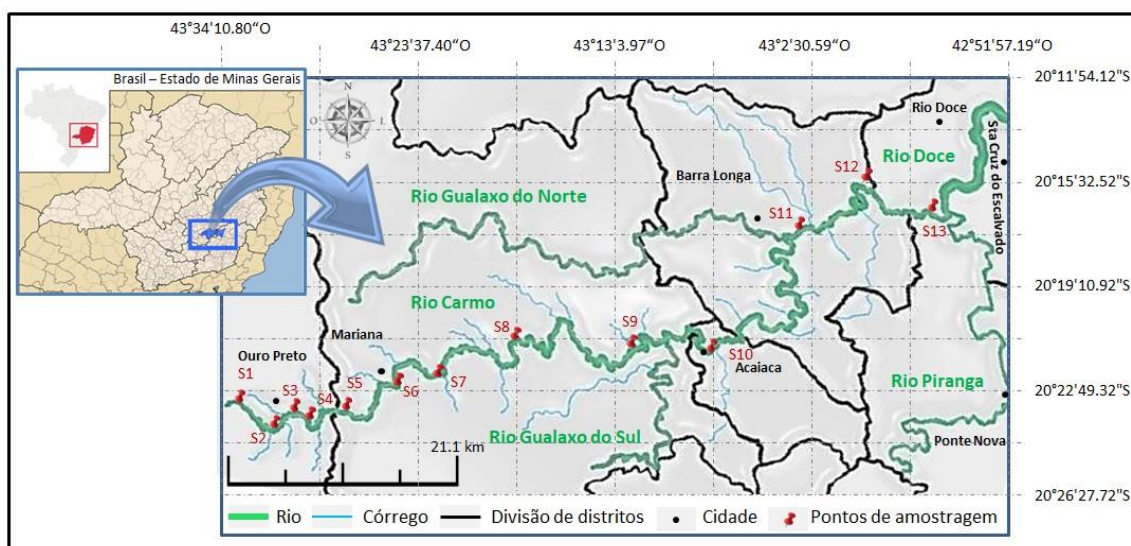 43°34'10.80"O
43°23'37.40"O
43°13'3.97"O
43°2'30.59"O
42°51'57.19"O
Brasil – Estado de Minas Gerais
N
O
L
S
20°11'54.12"S
Rio Doce
Rio Doce
Sta Cruz do Escalvado
S12
Barra Longa
20°15'32.52"S
Rio Gualaxo do Norte
S11
S13
20°19'10.92"S
Rio Carmo
S8
S9
Mariana
S10
Ouro Preto
Acaiaca
S1
S3
S4
S5
S6
S7
Rio Piranga
20°22'49.32"S
S2
Rio Gualaxo do Sul
21.1 km
Ponte Nova
20°26'27.72"S
Rio Córrego Divisão de distritos Cidade Pontos de amostragem